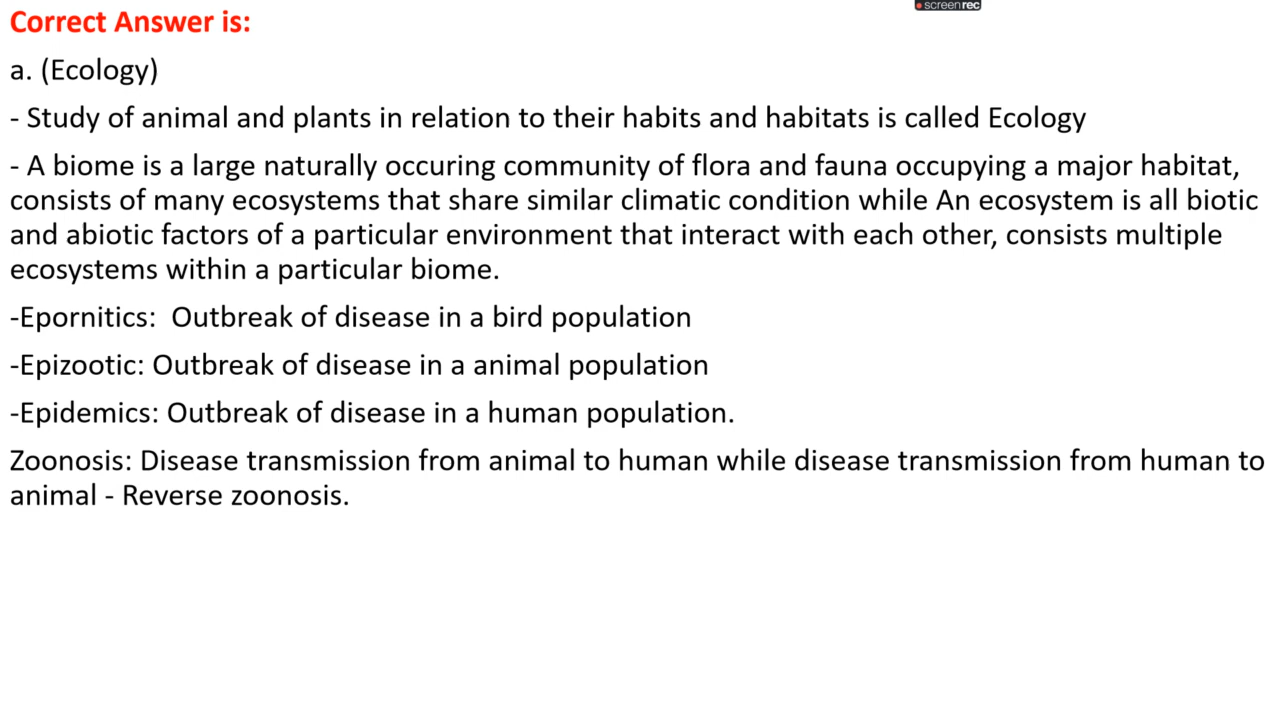 screenrec
Correct Answer is:
a. (Ecology)
- Study of animal and plants in relation to their habits and habitats is called Ecology
- A biome is a large naturally occuring community of flora and fauna occupying a major habitat,
consists of many ecosystems that share similar climatic condition while An ecosystem is all biotic
and abiotic factors of a particular environment that interact with each other, consists multiple
ecosystems within a particular biome.
-Epornitics:  Outbreak of disease in a bird population
-Epizootic: Outbreak of disease in a animal population
-Epidemics: Outbreak of disease in a human population.
Zoonosis: Disease transmission from animal to human while disease transmission from human to
animal - Reverse zoonosis.